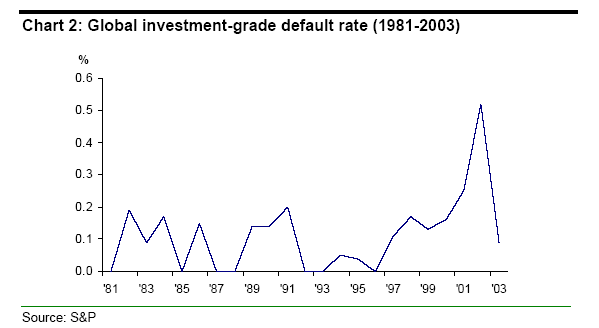 Chart 2: Global investment-grade default rate (1981-2003)
%
0.6
0.5
0.4
0.3
0.2
0.1
0.0
'81 '83 '85 '87 '89 '91 '93 '95 '97 '99 '01 '03
Source: S&P